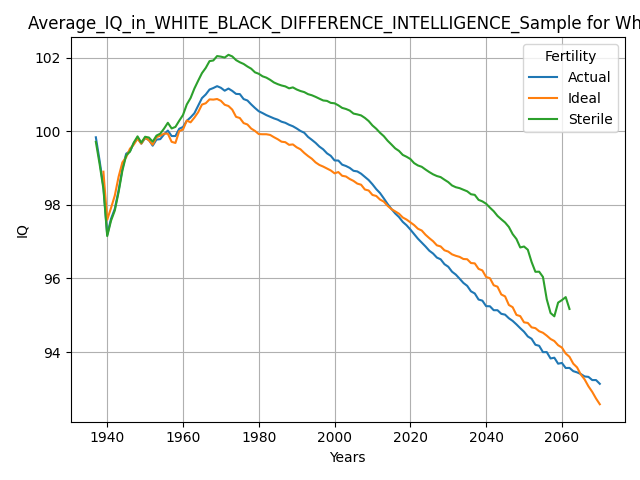 Average_IQ_in_WHITE_BLACK_DIFFERENCE_INTELLIGENCE_Sample for Wh
Fertility
Actual
Ideal
Sterile
102
100
98
96
94
IQ
1940 1960 1980 2000 2020 2040 2060
Years